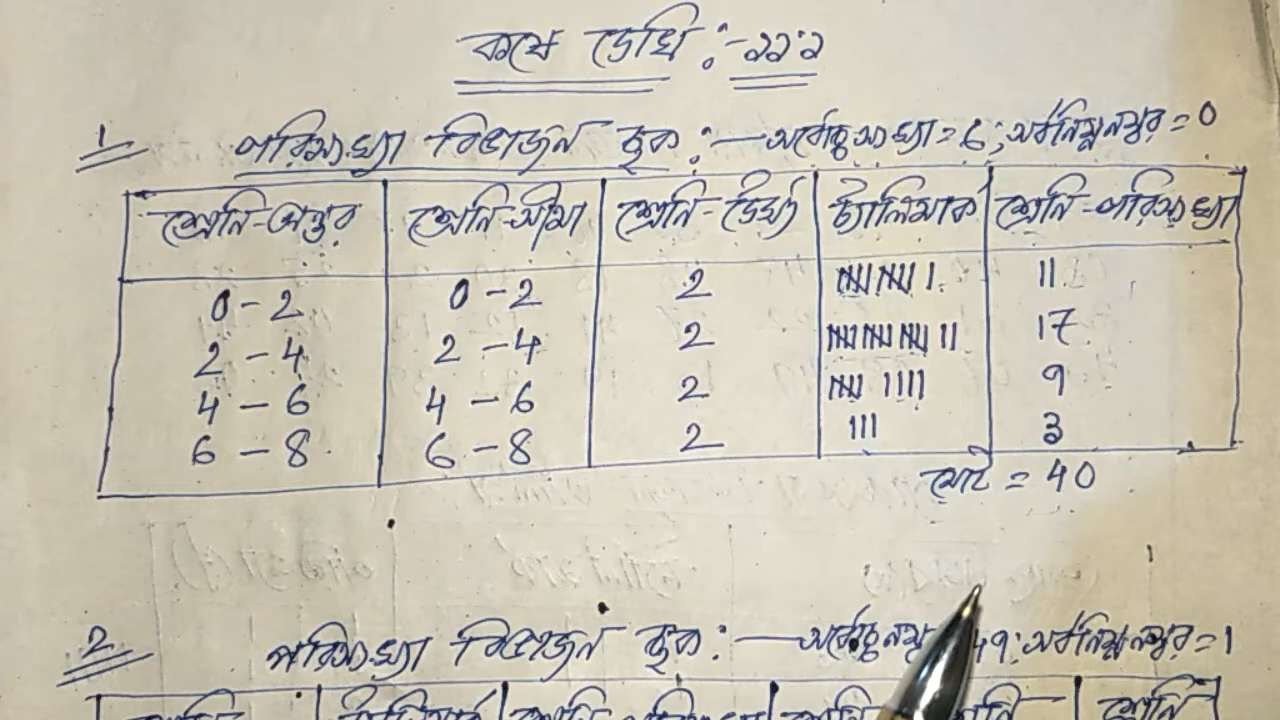 কষে দেখি :- ১১.১
1 পরিসংখ্যা বিভাজন ছক :— সর্বোচ্চ সংখ্যা = 6 ; সর্বনিম্ন নম্বর = 0
শ্রেনি-অন্তর শ্রেনি-সীমা শ্রেনি-দৈর্ঘ্য ট্যালিমার্ক শ্রেনি-পরিসংখ্যা
0 - 2 0 - 2 2 𝍸 𝍸 | 11
2 - 4 2 - 4 2 𝍸 𝍸 𝍸 || 17
4 - 6 4 - 6 2 𝍸 |||| 9
6 - 8 6 - 8 2 ||| 3
মোট = 40
2. পরিসংখ্যা বিভাজন ছক :— সর্বোচ্চ নম্বর 49; সর্বনিম্ন নম্বর = 1